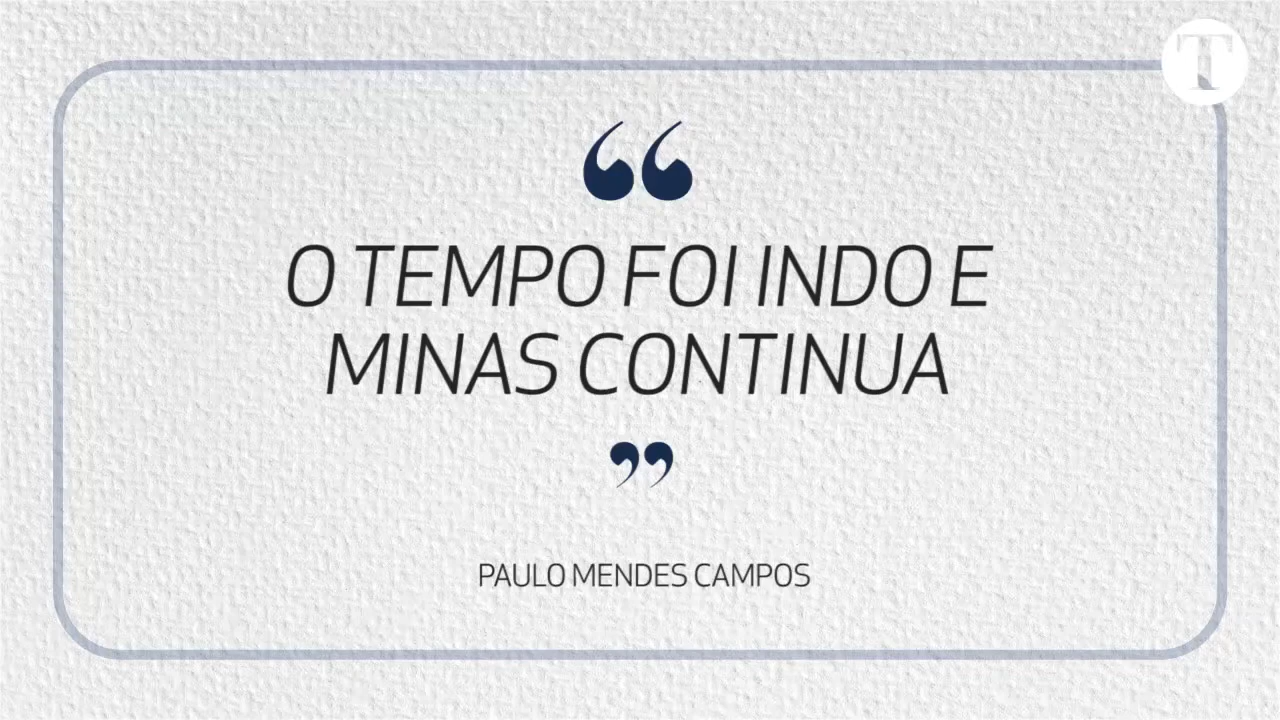 “
O TEMPO FOI INDO E
MINAS CONTINUA
”
PAULO MENDES CAMPOS
T